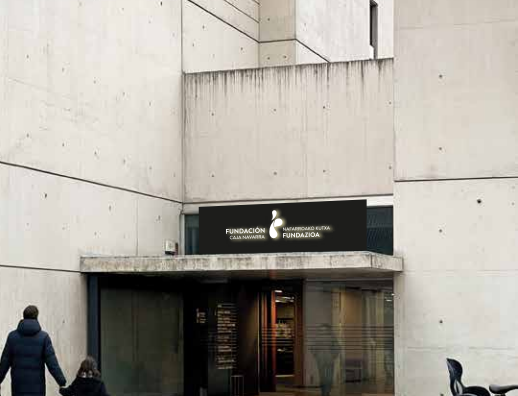 FUNDACIÓN
CAJA NAVARRA
NAFARROAKO KUTXA
FUNDAZIOA